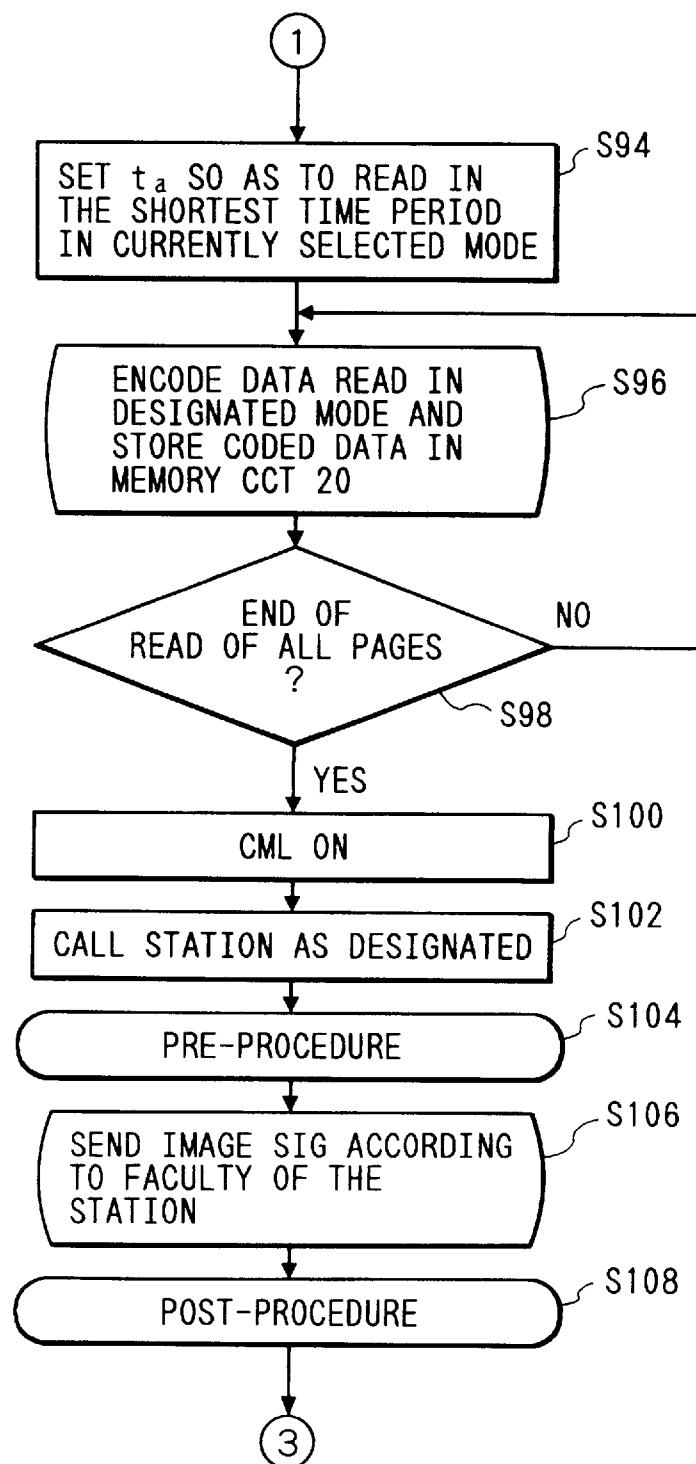 1
S94
SET ta SO AS TO READ IN
THE SHORTEST TIME PERIOD
IN CURRENTLY SELECTED MODE
S96
ENCODE DATA READ IN
DESIGNATED MODE AND
STORE CODED DATA IN
MEMORY CCT 20
END OF
READ OF ALL PAGES
?
NO
S98
YES
S100
CML ON
S102
CALL STATION AS DESIGNATED
S104
PRE-PROCEDURE
S106
SEND IMAGE SIG ACCORDING
TO FACULTY OF THE
STATION
S108
POST-PROCEDURE
3